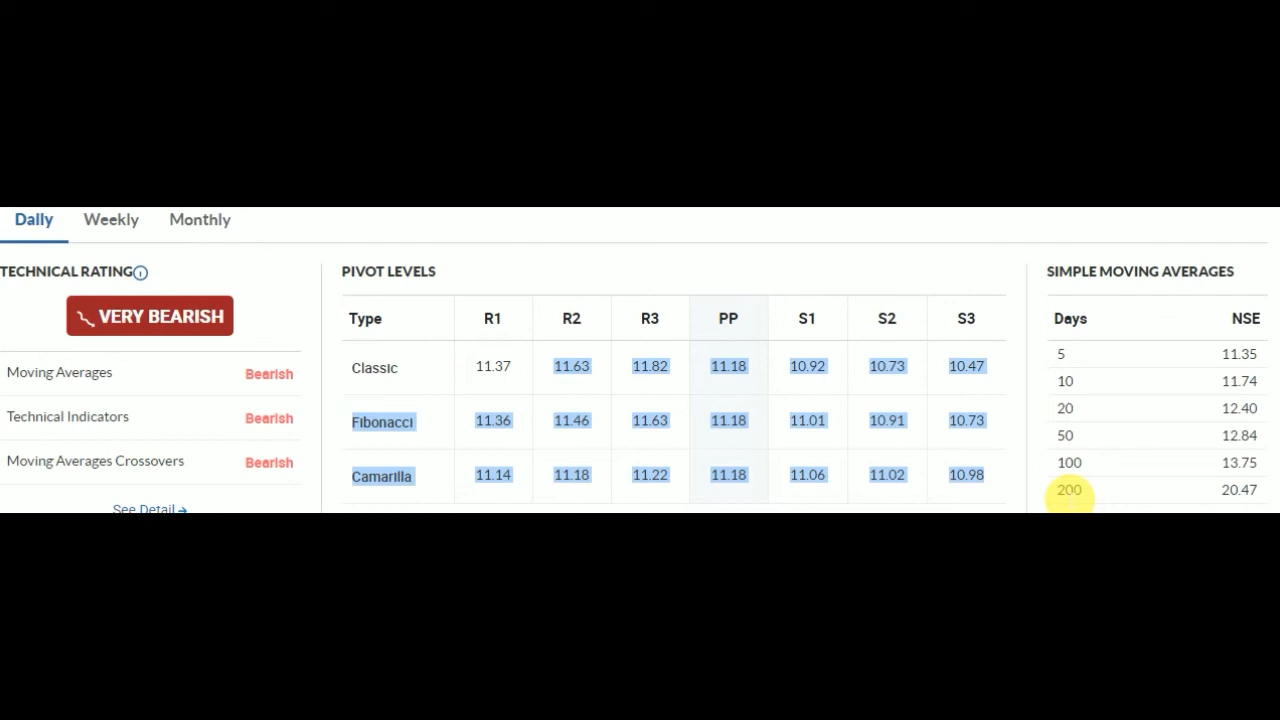 Daily Weekly Monthly
TECHNICAL RATING
VERY BEARISH
Moving Averages Bearish
Technical Indicators Bearish
Moving Averages Crossovers Bearish
See Detail →
PIVOT LEVELS
Type R1 R2 R3 PP S1 S2 S3
Classic 11.37 11.63 11.82 11.18 10.92 10.73 10.47
Fibonacci 11.36 11.46 11.63 11.18 11.01 10.91 10.73
Camarilla 11.14 11.18 11.22 11.18 11.06 11.02 10.98
SIMPLE MOVING AVERAGES
Days NSE
5 11.35
10 11.74
20 12.40
50 12.84
100 13.75
200 20.47